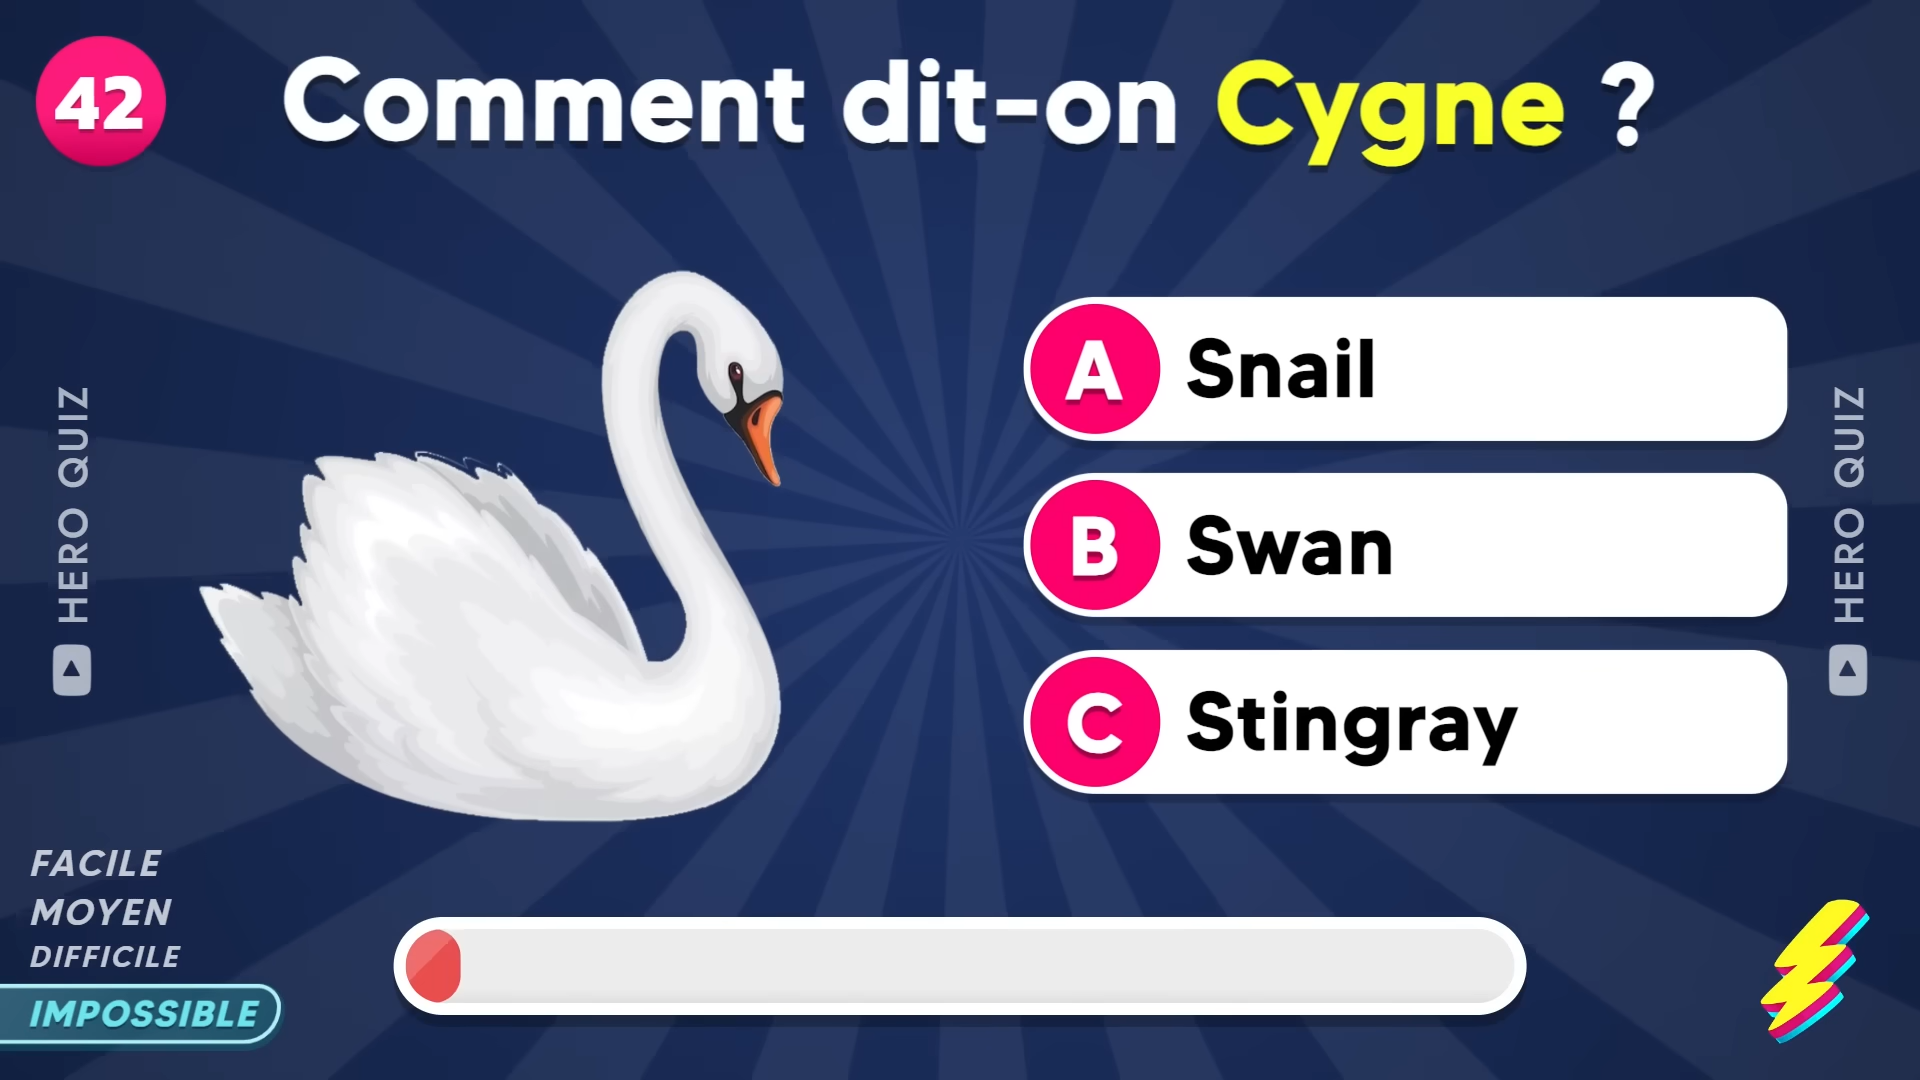 42
Comment dit-on Cygne ?
HERO QUIZ
A Snail
B Swan
C Stingray
HERO QUIZ
FACILE
MOYEN
DIFFICILE
IMPOSSIBLE